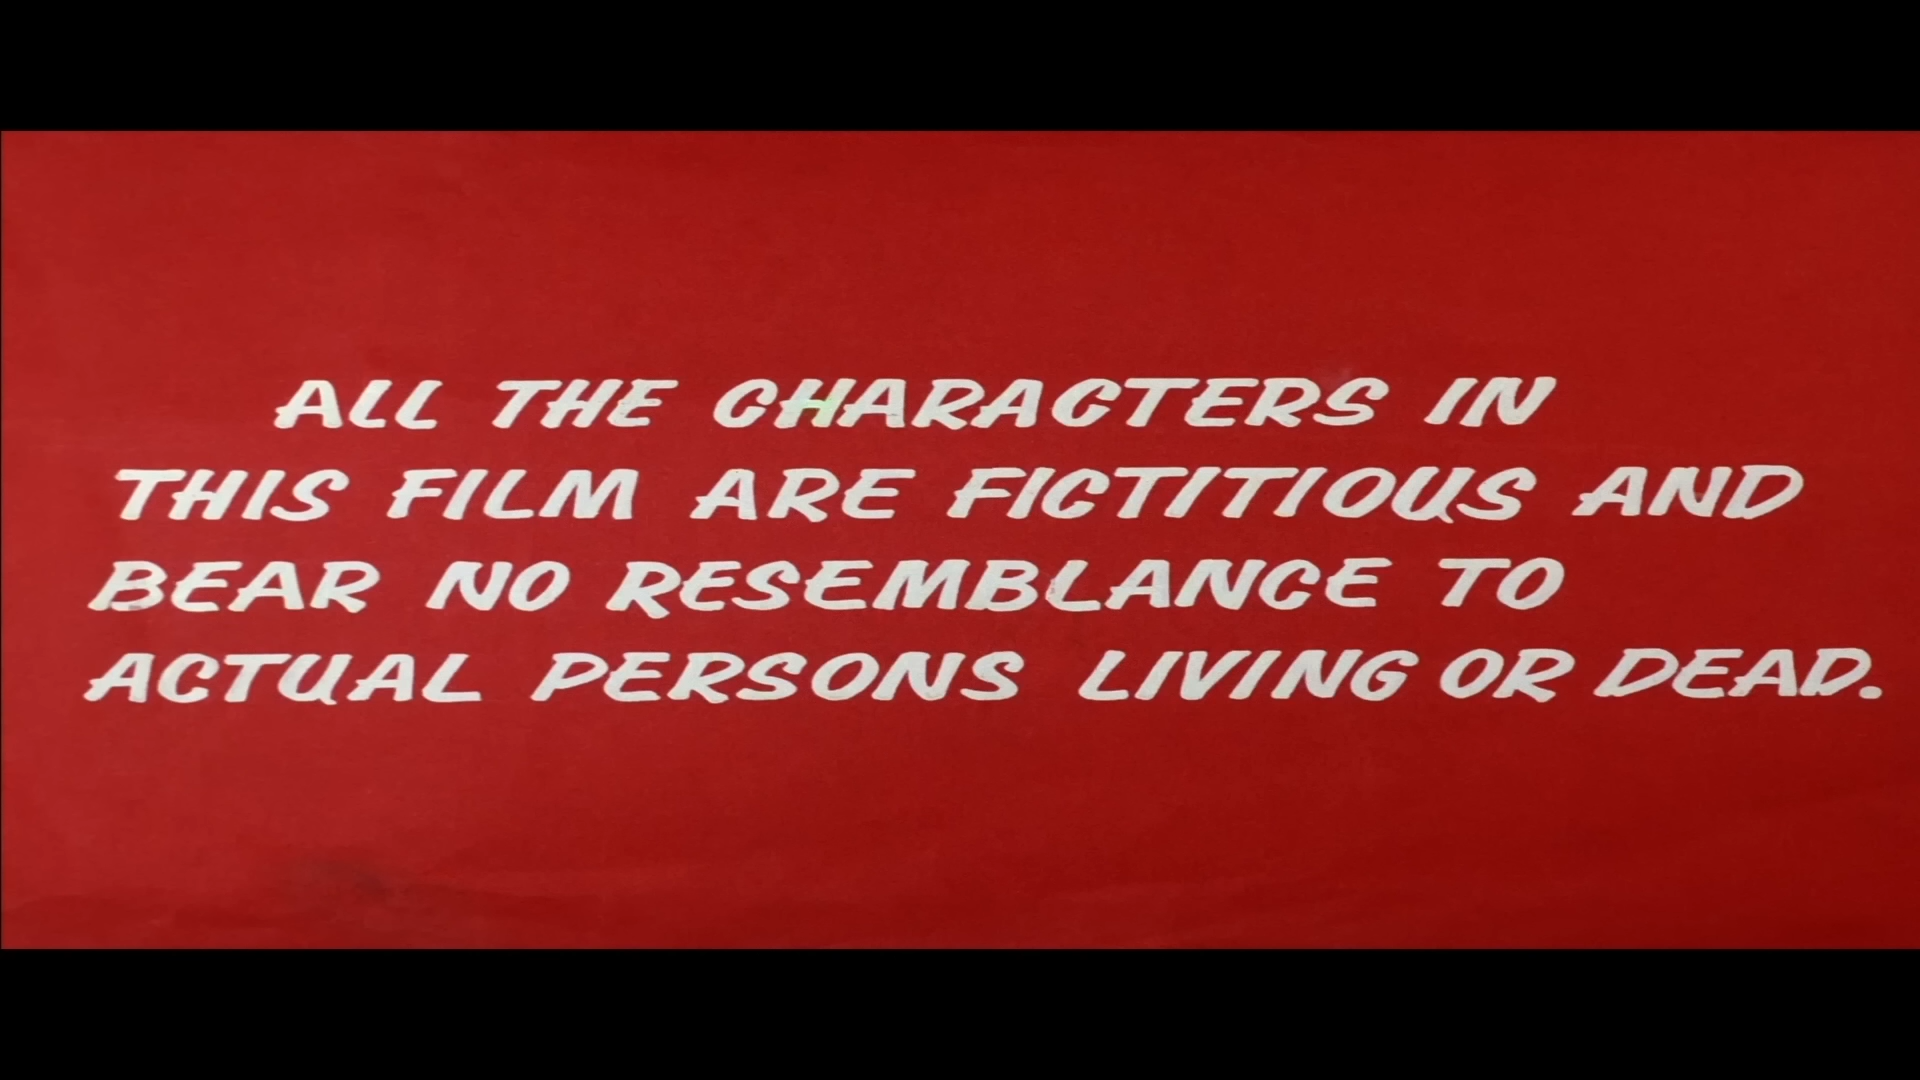 ALL THE CHARACTERS IN
THIS FILM ARE FICTITIOUS AND
BEAR NO RESEMBLANCE TO
ACTUAL PERSONS LIVING OR DEAD.